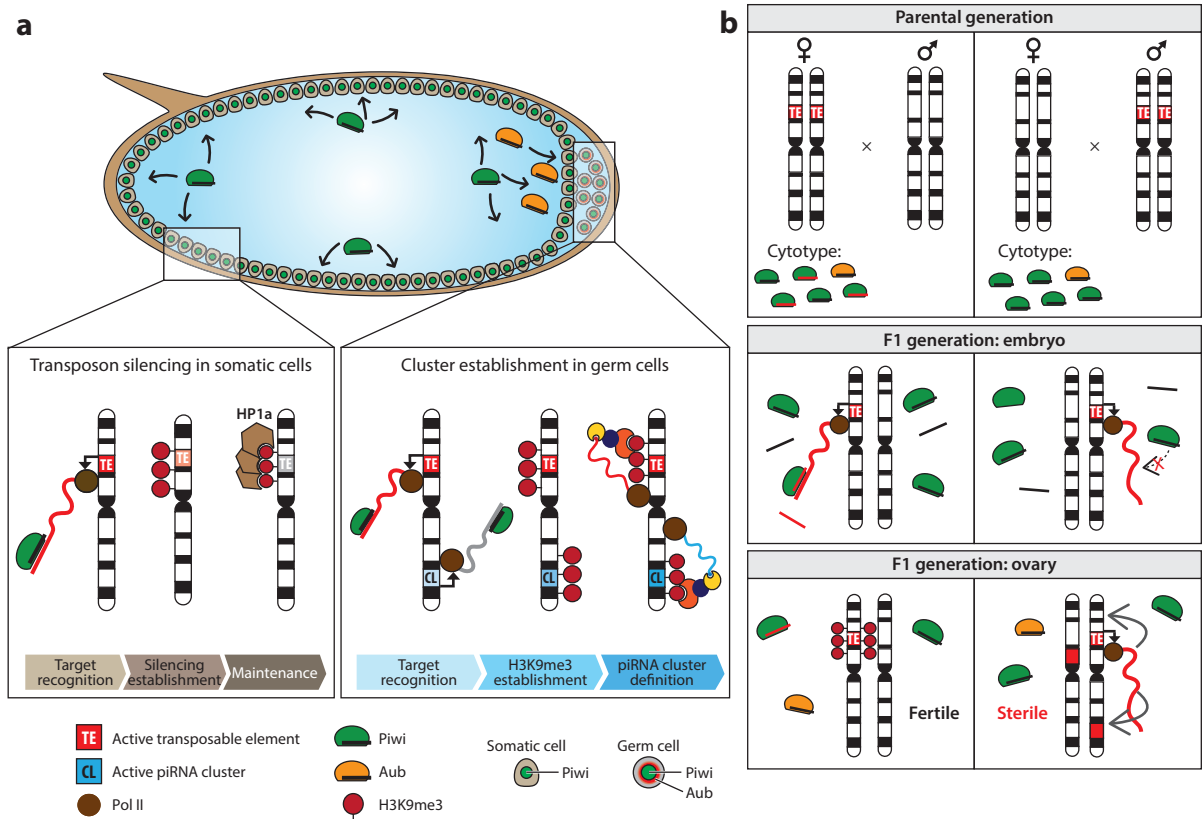 a
Transposon silencing in somatic cells
HP1a
TE
TE
TE
Target
recognition
Silencing
establishment
Maintenance
Cluster establishment in germ cells
TE
TE
TE
CL
CL
CL
Target
recognition
H3K9me3
establishment
piRNA cluster
definition
TE
Active transposable element
CL
Active piRNA cluster
Pol II
Piwi
Aub
H3K9me3
Somatic cell
Piwi
Germ cell
Piwi
Aub
b
Parental generation
♀
♂
♀
♂
TE
TE
×
×
TE
TE
Cytotype:
Cytotype:
F1 generation: embryo
TE
TE
F1 generation: ovary
TE
TE
Fertile
Sterile